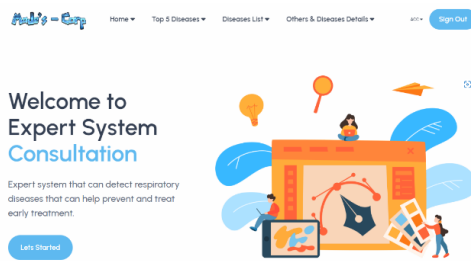 Home
Top 5 Diseases
Diseases List
Others & Diseases Details
Sign Out
Welcome to
Expert System
Consultation
Expert system that can detect respiratory
diseases that can help prevent and treat
early treatment.
Lets Started